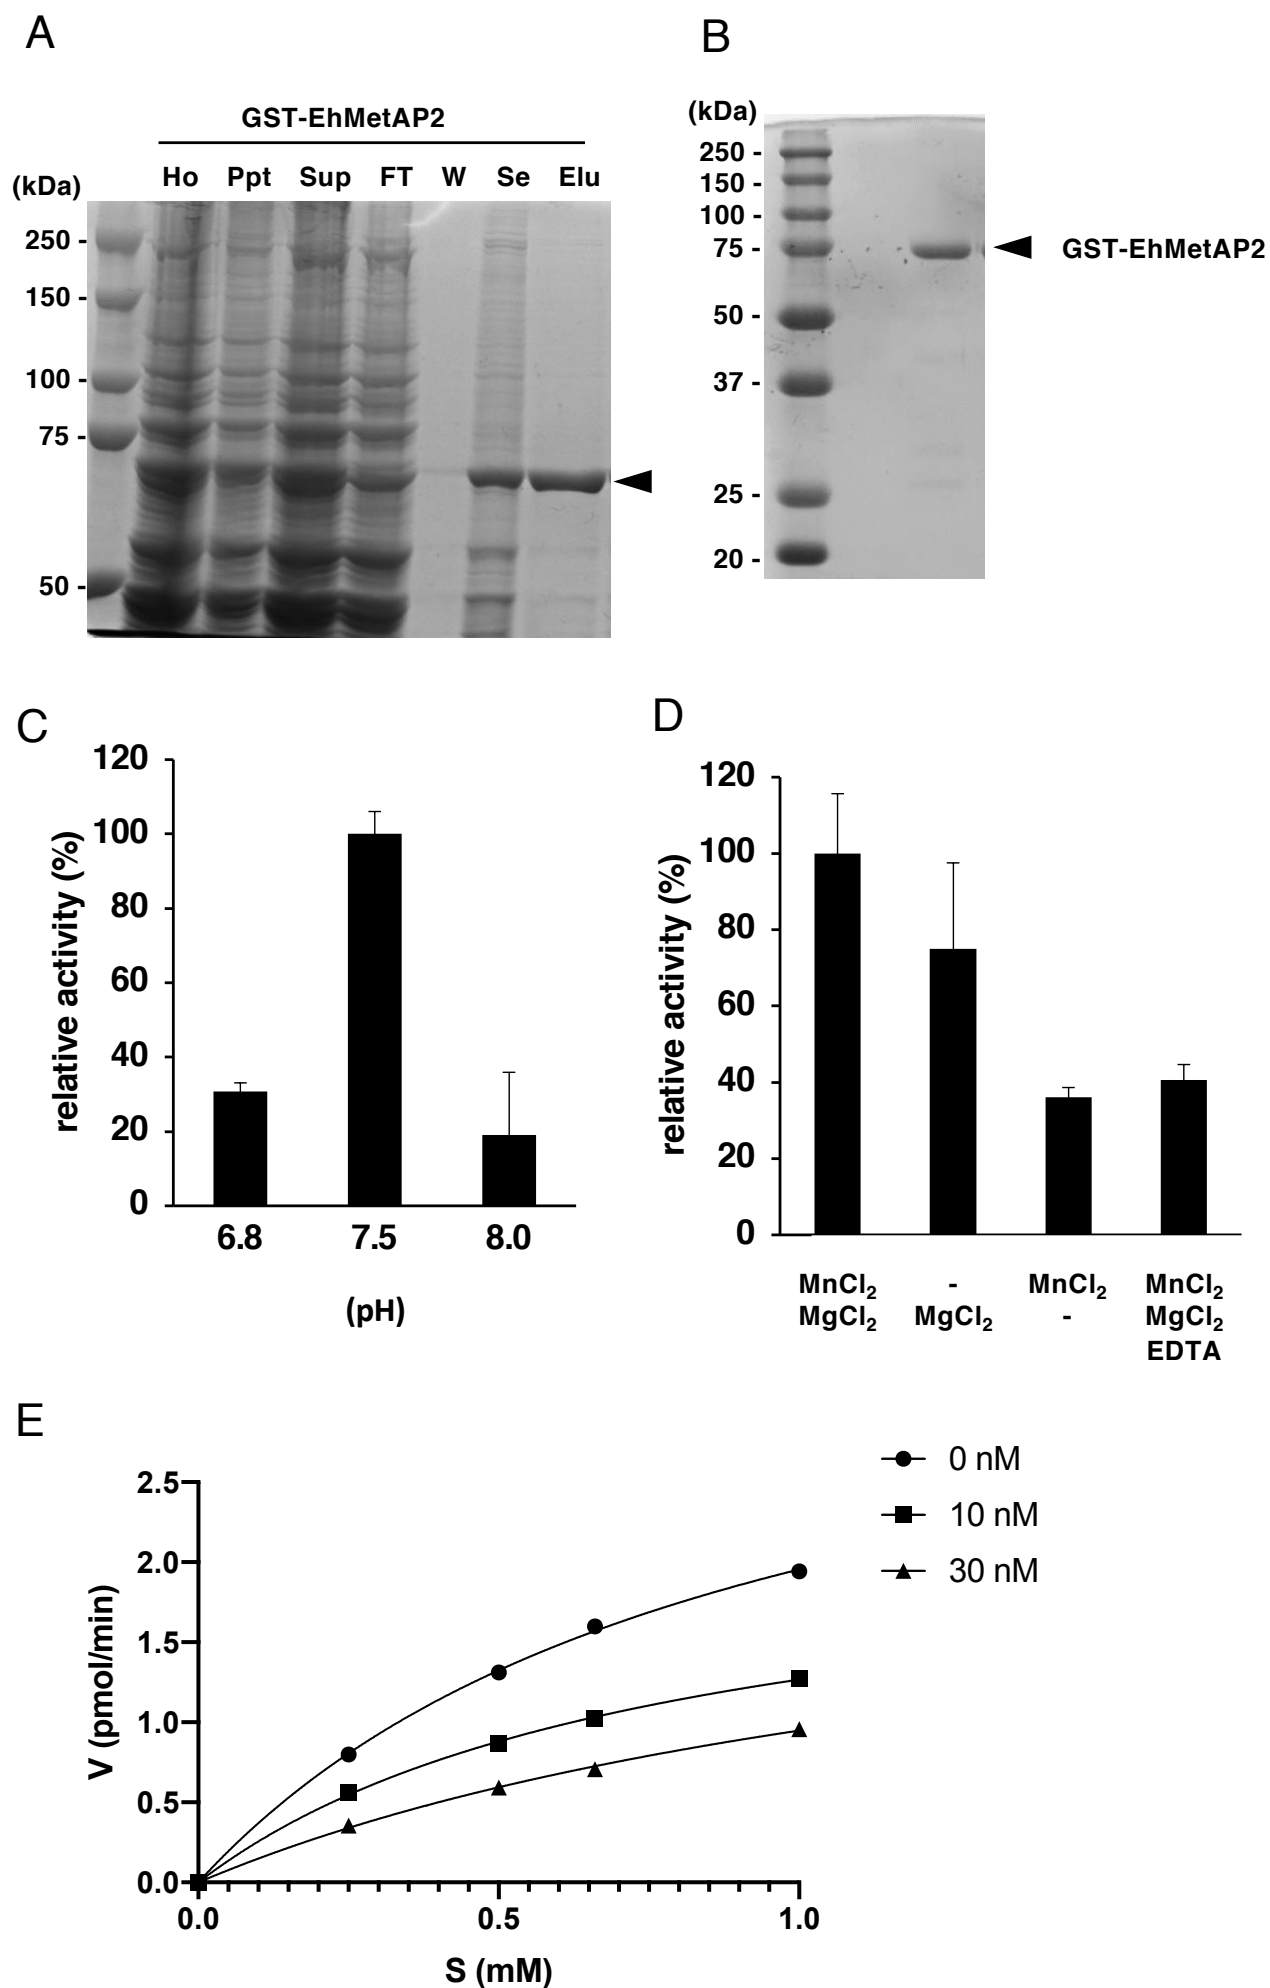 A
GST-EhMetAP2
(kDa) Ho Ppt Sup FT W Se Elu
250 -
150 -
100 -
75 -
50 -
B
(kDa)
250 -
150 -
100 -
75 -
50 -
37 -
25 -
20 -
GST-EhMetAP2
C
relative activity (%)
120
100
80
60
40
20
0
6.8 7.5 8.0
(pH)
D
relative activity (%)
120
100
80
60
40
20
0
MnCl₂ - MnCl₂ MnCl₂
MgCl₂ MgCl₂ - MgCl₂
EDTA
E
V (pmol/min)
2.5
2.0
1.5
1.0
0.5
0.0
0.0 0.5 1.0
S (mM)
0 nM
10 nM
30 nM